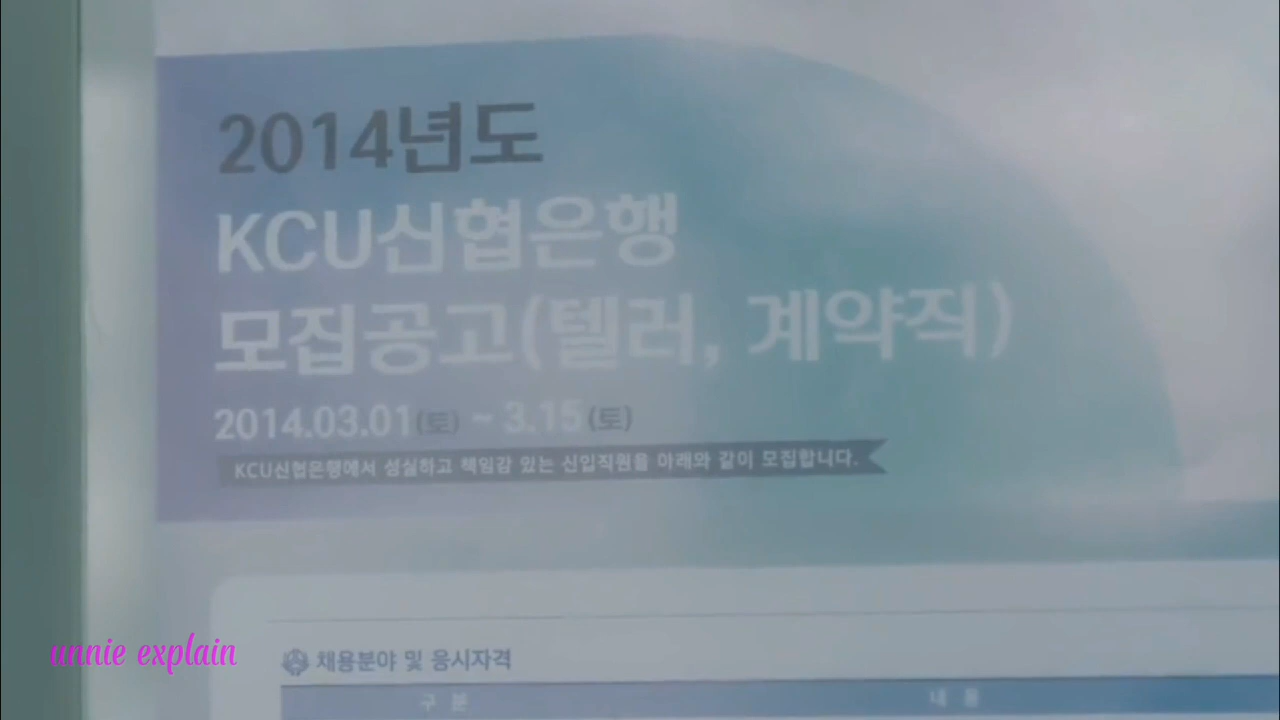 2014년도
KCU신협은행
모집공고(텔러, 계약직)
2014.03.01(토) ~ 3.15(토)
KCU신협은행에서 성실하고 책임감 있는 신입직원을 아래와 같이 모집합니다.
채용분야 및 응시자격
구 분 내 용
unnie explain